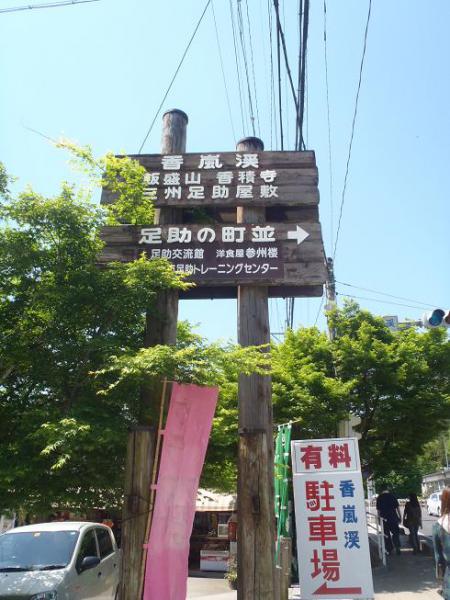 香嵐渓
飯盛山 香積寺
三州足助屋敷
足助の町並 →
足助交流館 洋食屋参州楼
足助トレーニングセンター
有料
香嵐渓
駐車場